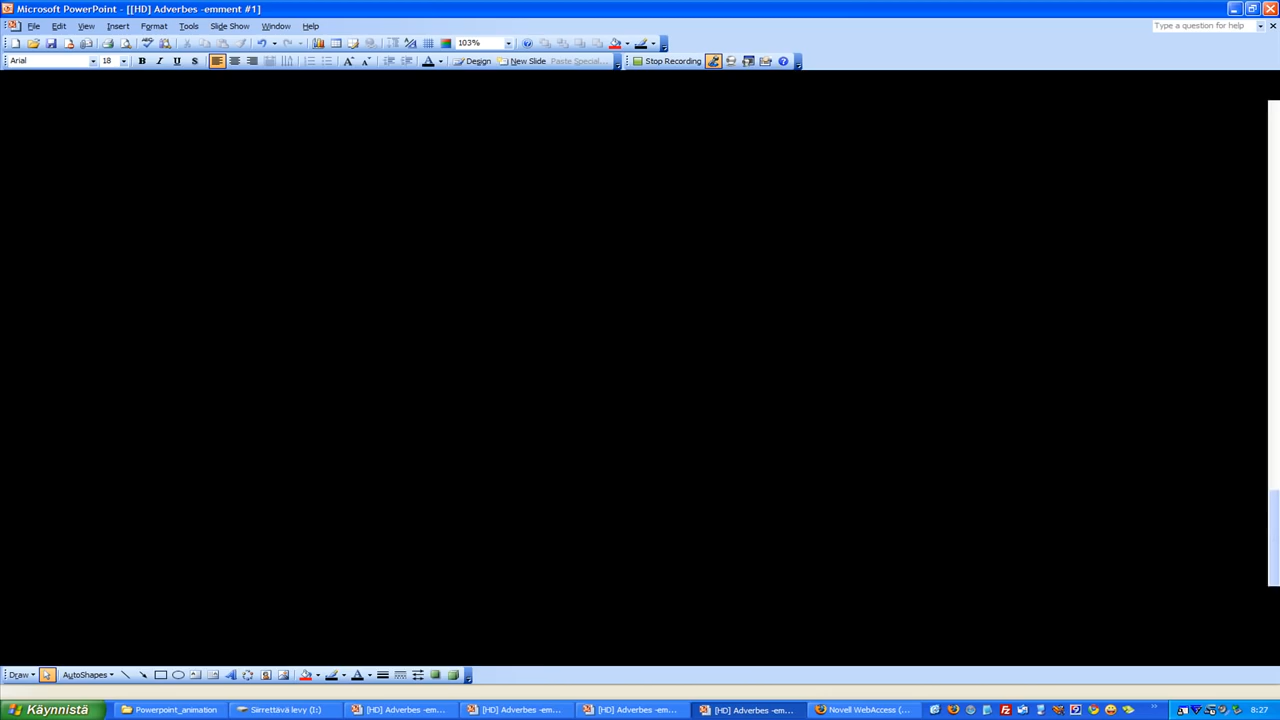 Microsoft PowerPoint - [[HD] Adverbes -emment #1]
File Edit View Insert Format Tools Slide Show Window Help
Type a question for help
103%
Arial 18 B I U S Design New Slide Paste Special... Stop Recording
Draw AutoShapes
Käynnistä Powerpoint_animation Siirrettävä levy (I:) [HD] Adverbes -em... [HD] Adverbes -em... [HD] Adverbes -em... [HD] Adverbes -em... Novell WebAccess (... 8:27